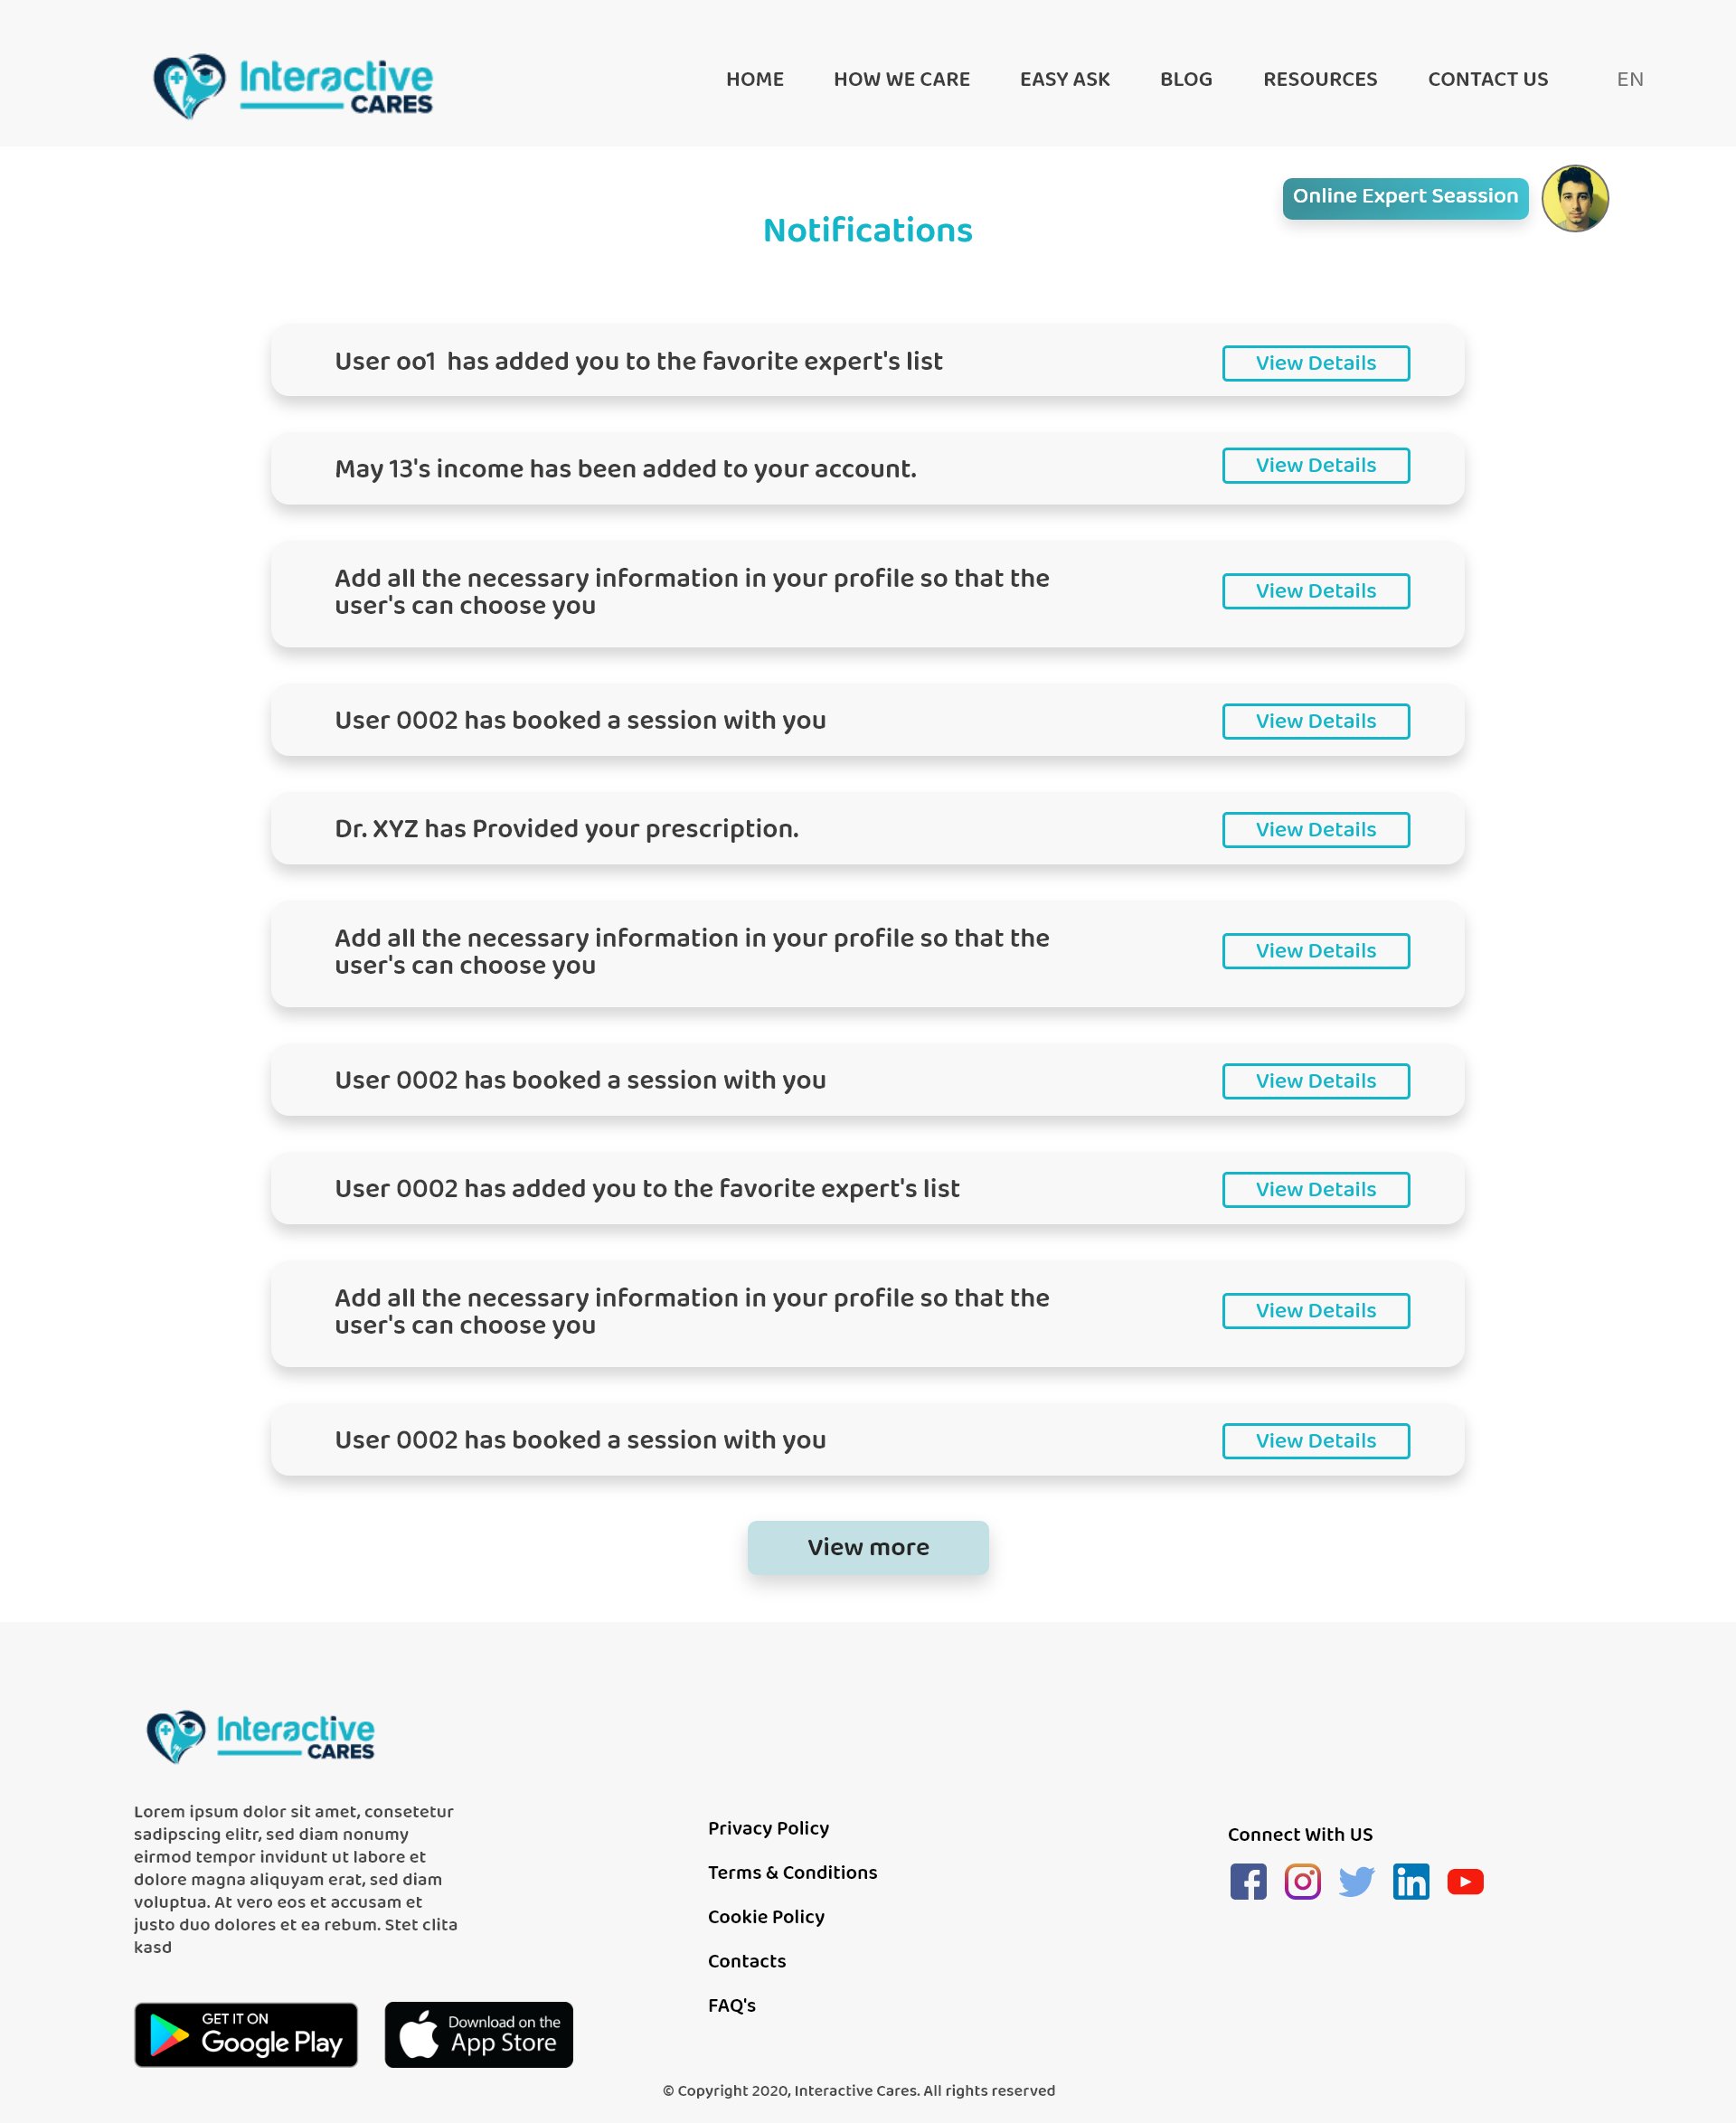 Interactive
CARES
HOME HOW WE CARE EASY ASK BLOG RESOURCES CONTACT US EN
Online Expert Seassion
Notifications
User oo1 has added you to the favorite expert's list View Details
May 13's income has been added to your account. View Details
Add all the necessary information in your profile so that the
user's can choose you
View Details
User 0002 has booked a session with you View Details
Dr. XYZ has Provided your prescription. View Details
Add all the necessary information in your profile so that the
user's can choose you
View Details
User 0002 has booked a session with you View Details
User 0002 has added you to the favorite expert's list View Details
Add all the necessary information in your profile so that the
user's can choose you
View Details
User 0002 has booked a session with you View Details
View more
Interactive
CARES
Lorem ipsum dolor sit amet, consetetur
sadipscing elitr, sed diam nonumy
eirmod tempor invidunt ut labore et
dolore magna aliquyam erat, sed diam
voluptua. At vero eos et accusam et
justo duo dolores et ea rebum. Stet clita
kasd
GET IT ON
Google Play
Download on the
App Store
Privacy Policy
Terms & Conditions
Cookie Policy
Contacts
FAQ's
Connect With US
© Copyright 2020, Interactive Cares. All rights reserved